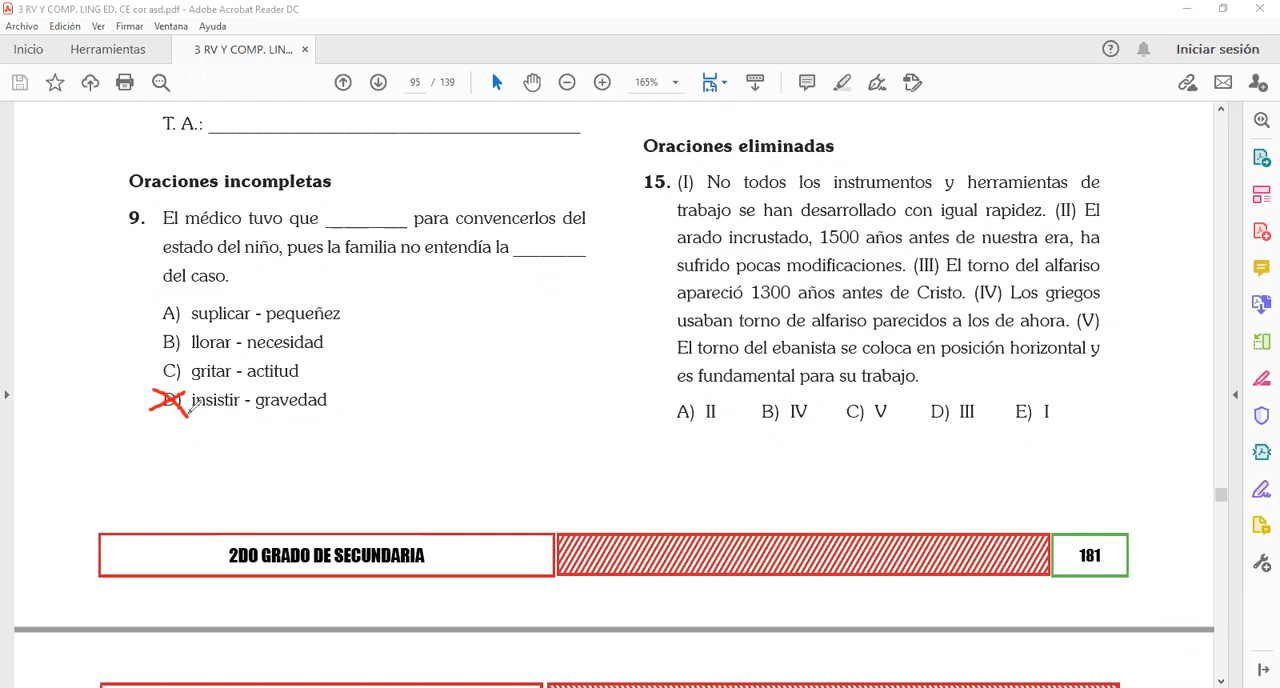 3 RV Y COMP. LING ED. CE cor asd.pdf - Adobe Acrobat Reader DC
Archivo Edición Ver Firmar Ventana Ayuda
Inicio Herramientas 3 RV Y COMP. LIN... × Iniciar sesión
95 / 139 165%
T. A.: ____________________
Oraciones incompletas
9. El médico tuvo que ________ para convencerlos del
estado del niño, pues la familia no entendía la ________
del caso.
A) suplicar - pequeñez
B) llorar - necesidad
C) gritar - actitud
D) insistir - gravedad
Oraciones eliminadas
15. (I) No todos los instrumentos y herramientas de
trabajo se han desarrollado con igual rapidez. (II) El
arado incrustado, 1500 años antes de nuestra era, ha
sufrido pocas modificaciones. (III) El torno del alfariso
apareció 1300 años antes de Cristo. (IV) Los griegos
usaban torno de alfariso parecidos a los de ahora. (V)
El torno del ebanista se coloca en posición horizontal y
es fundamental para su trabajo.
A) II B) IV C) V D) III E) I
2DO GRADO DE SECUNDARIA 181